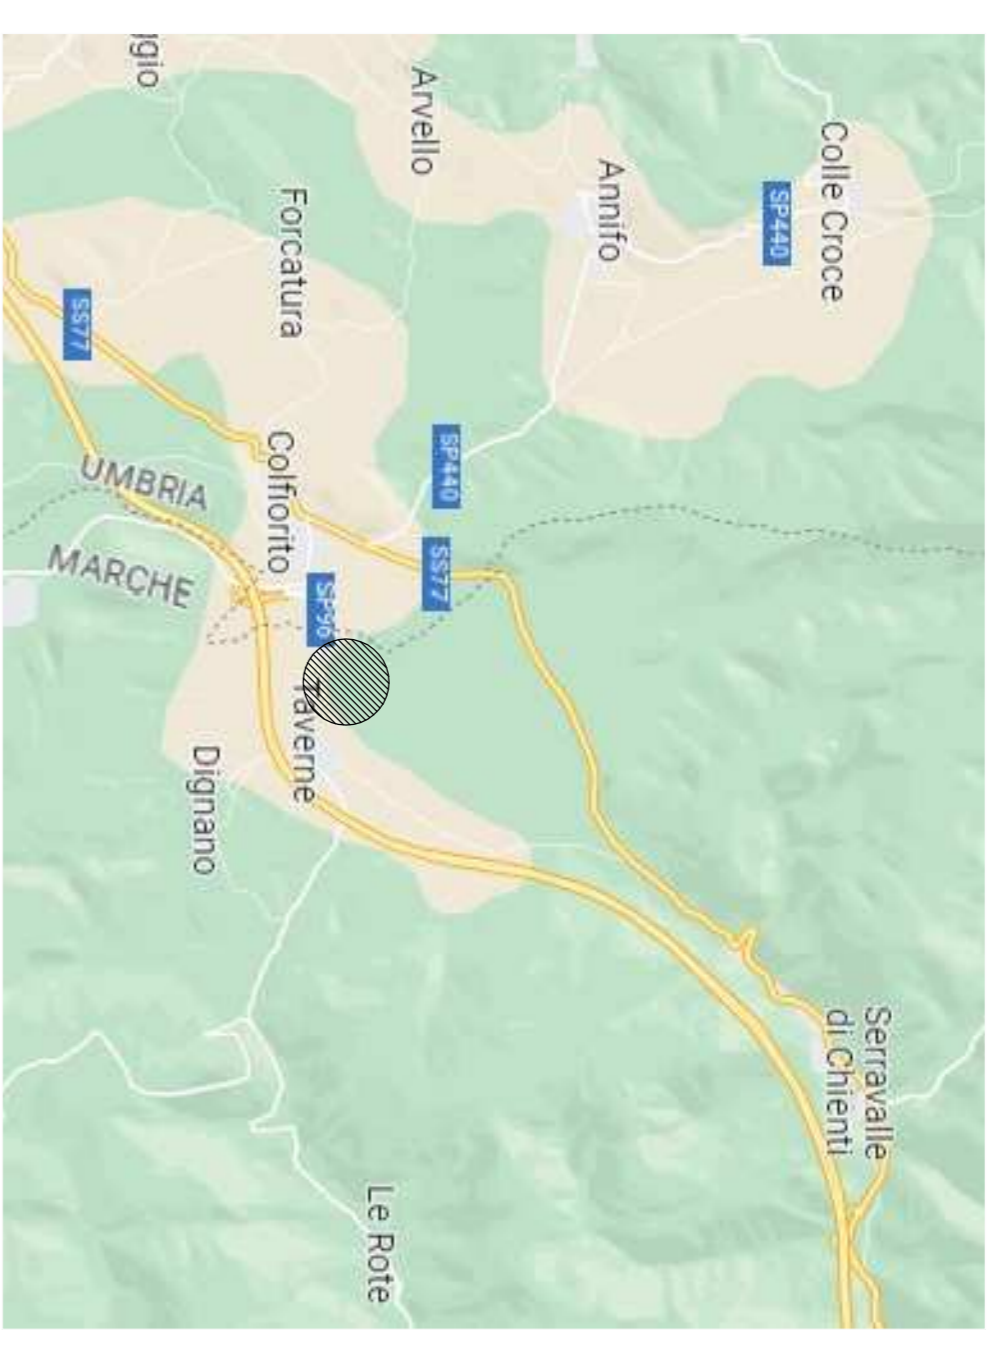 Serravalle
di Chienti
Colle Croce
SP440
Annifo
SP440
SS77
Arvello
Le Rote
SP96
Taverne
Forcatura
Colfiorito
Dignano
gio
UMBRIA
MARCHE
SS77